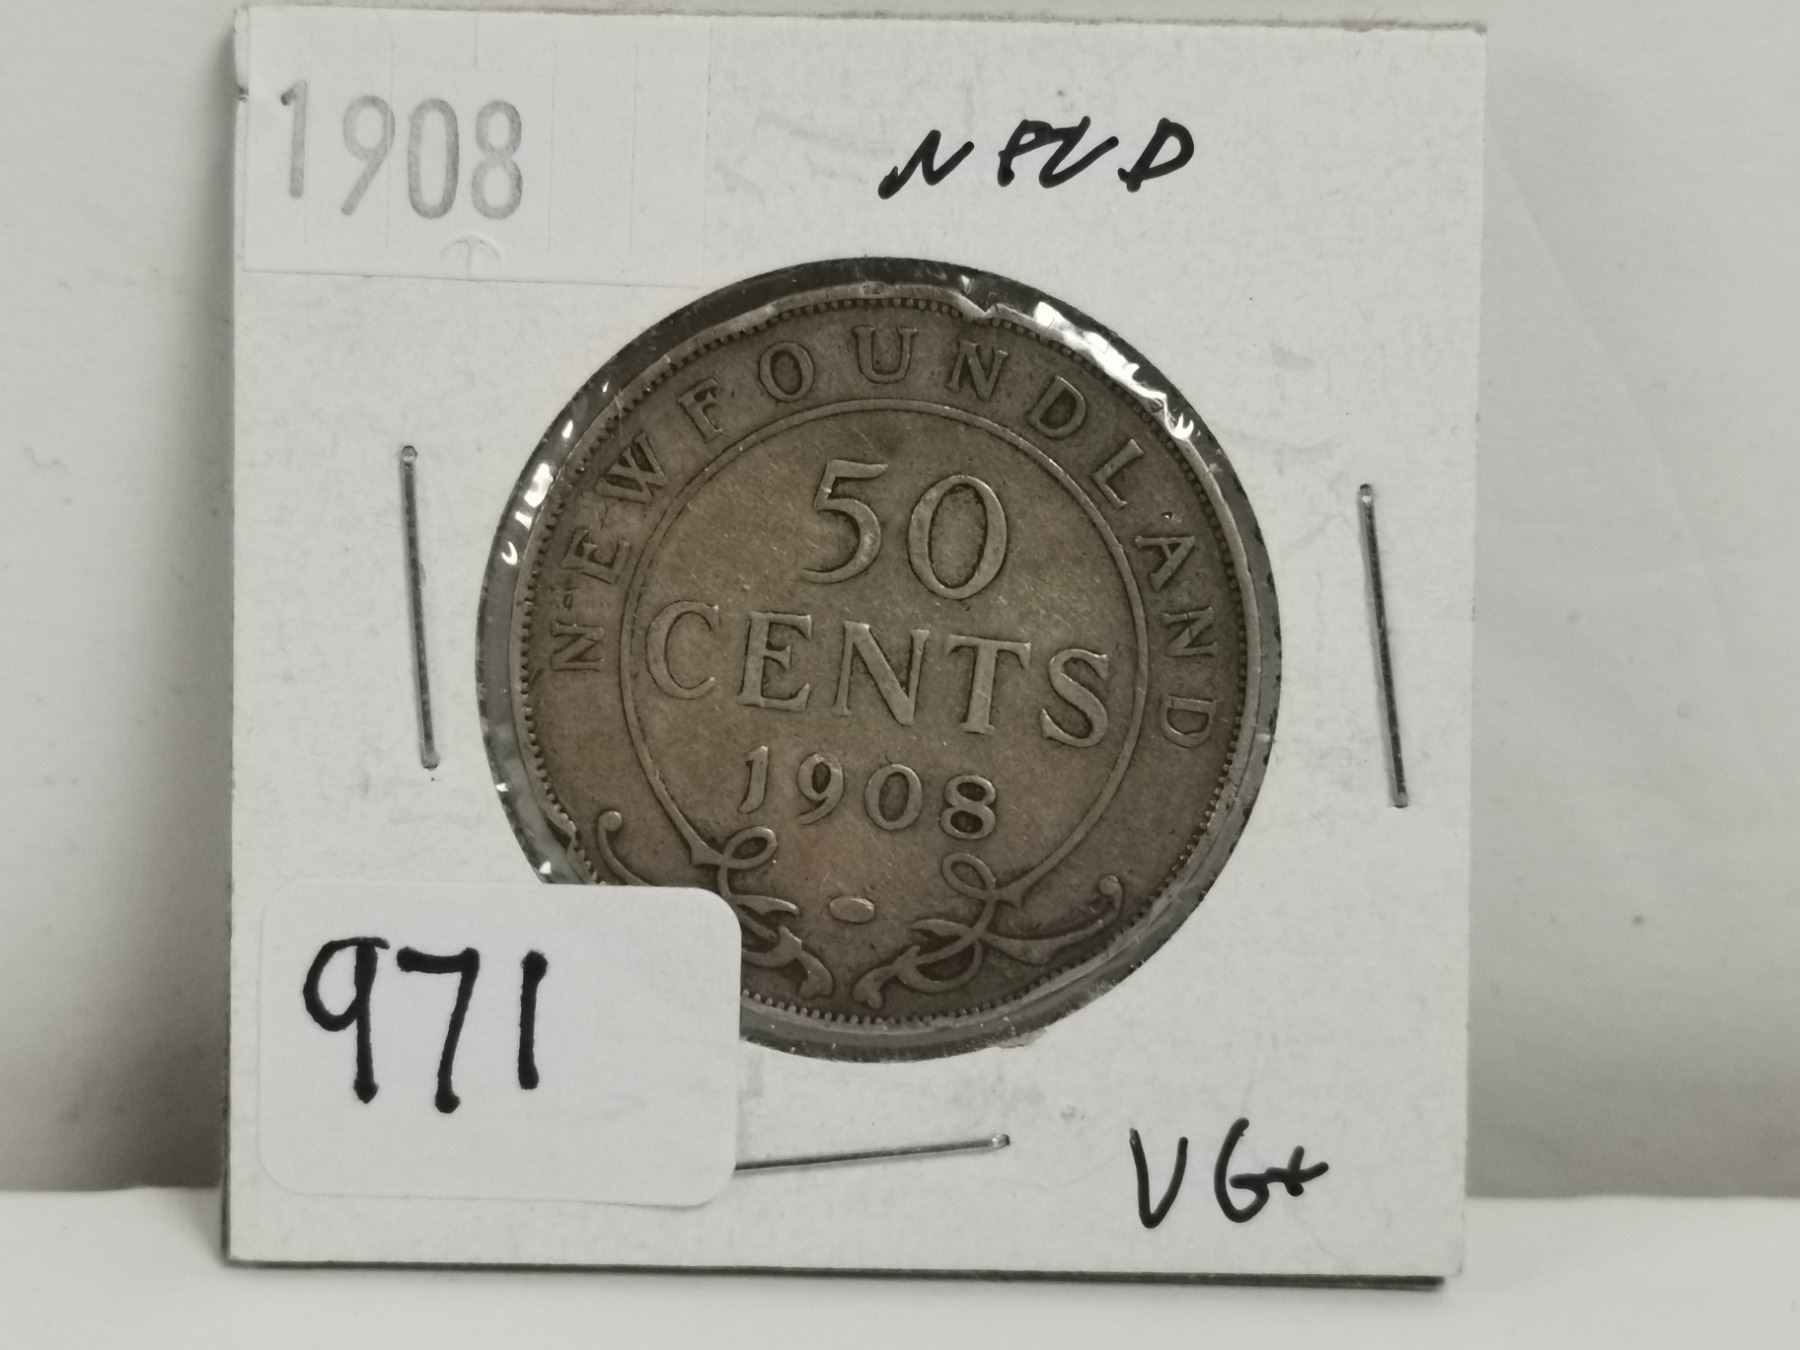 1908
NFLD
NEWFOUNDLAND
50
CENTS
1908
971
VG+